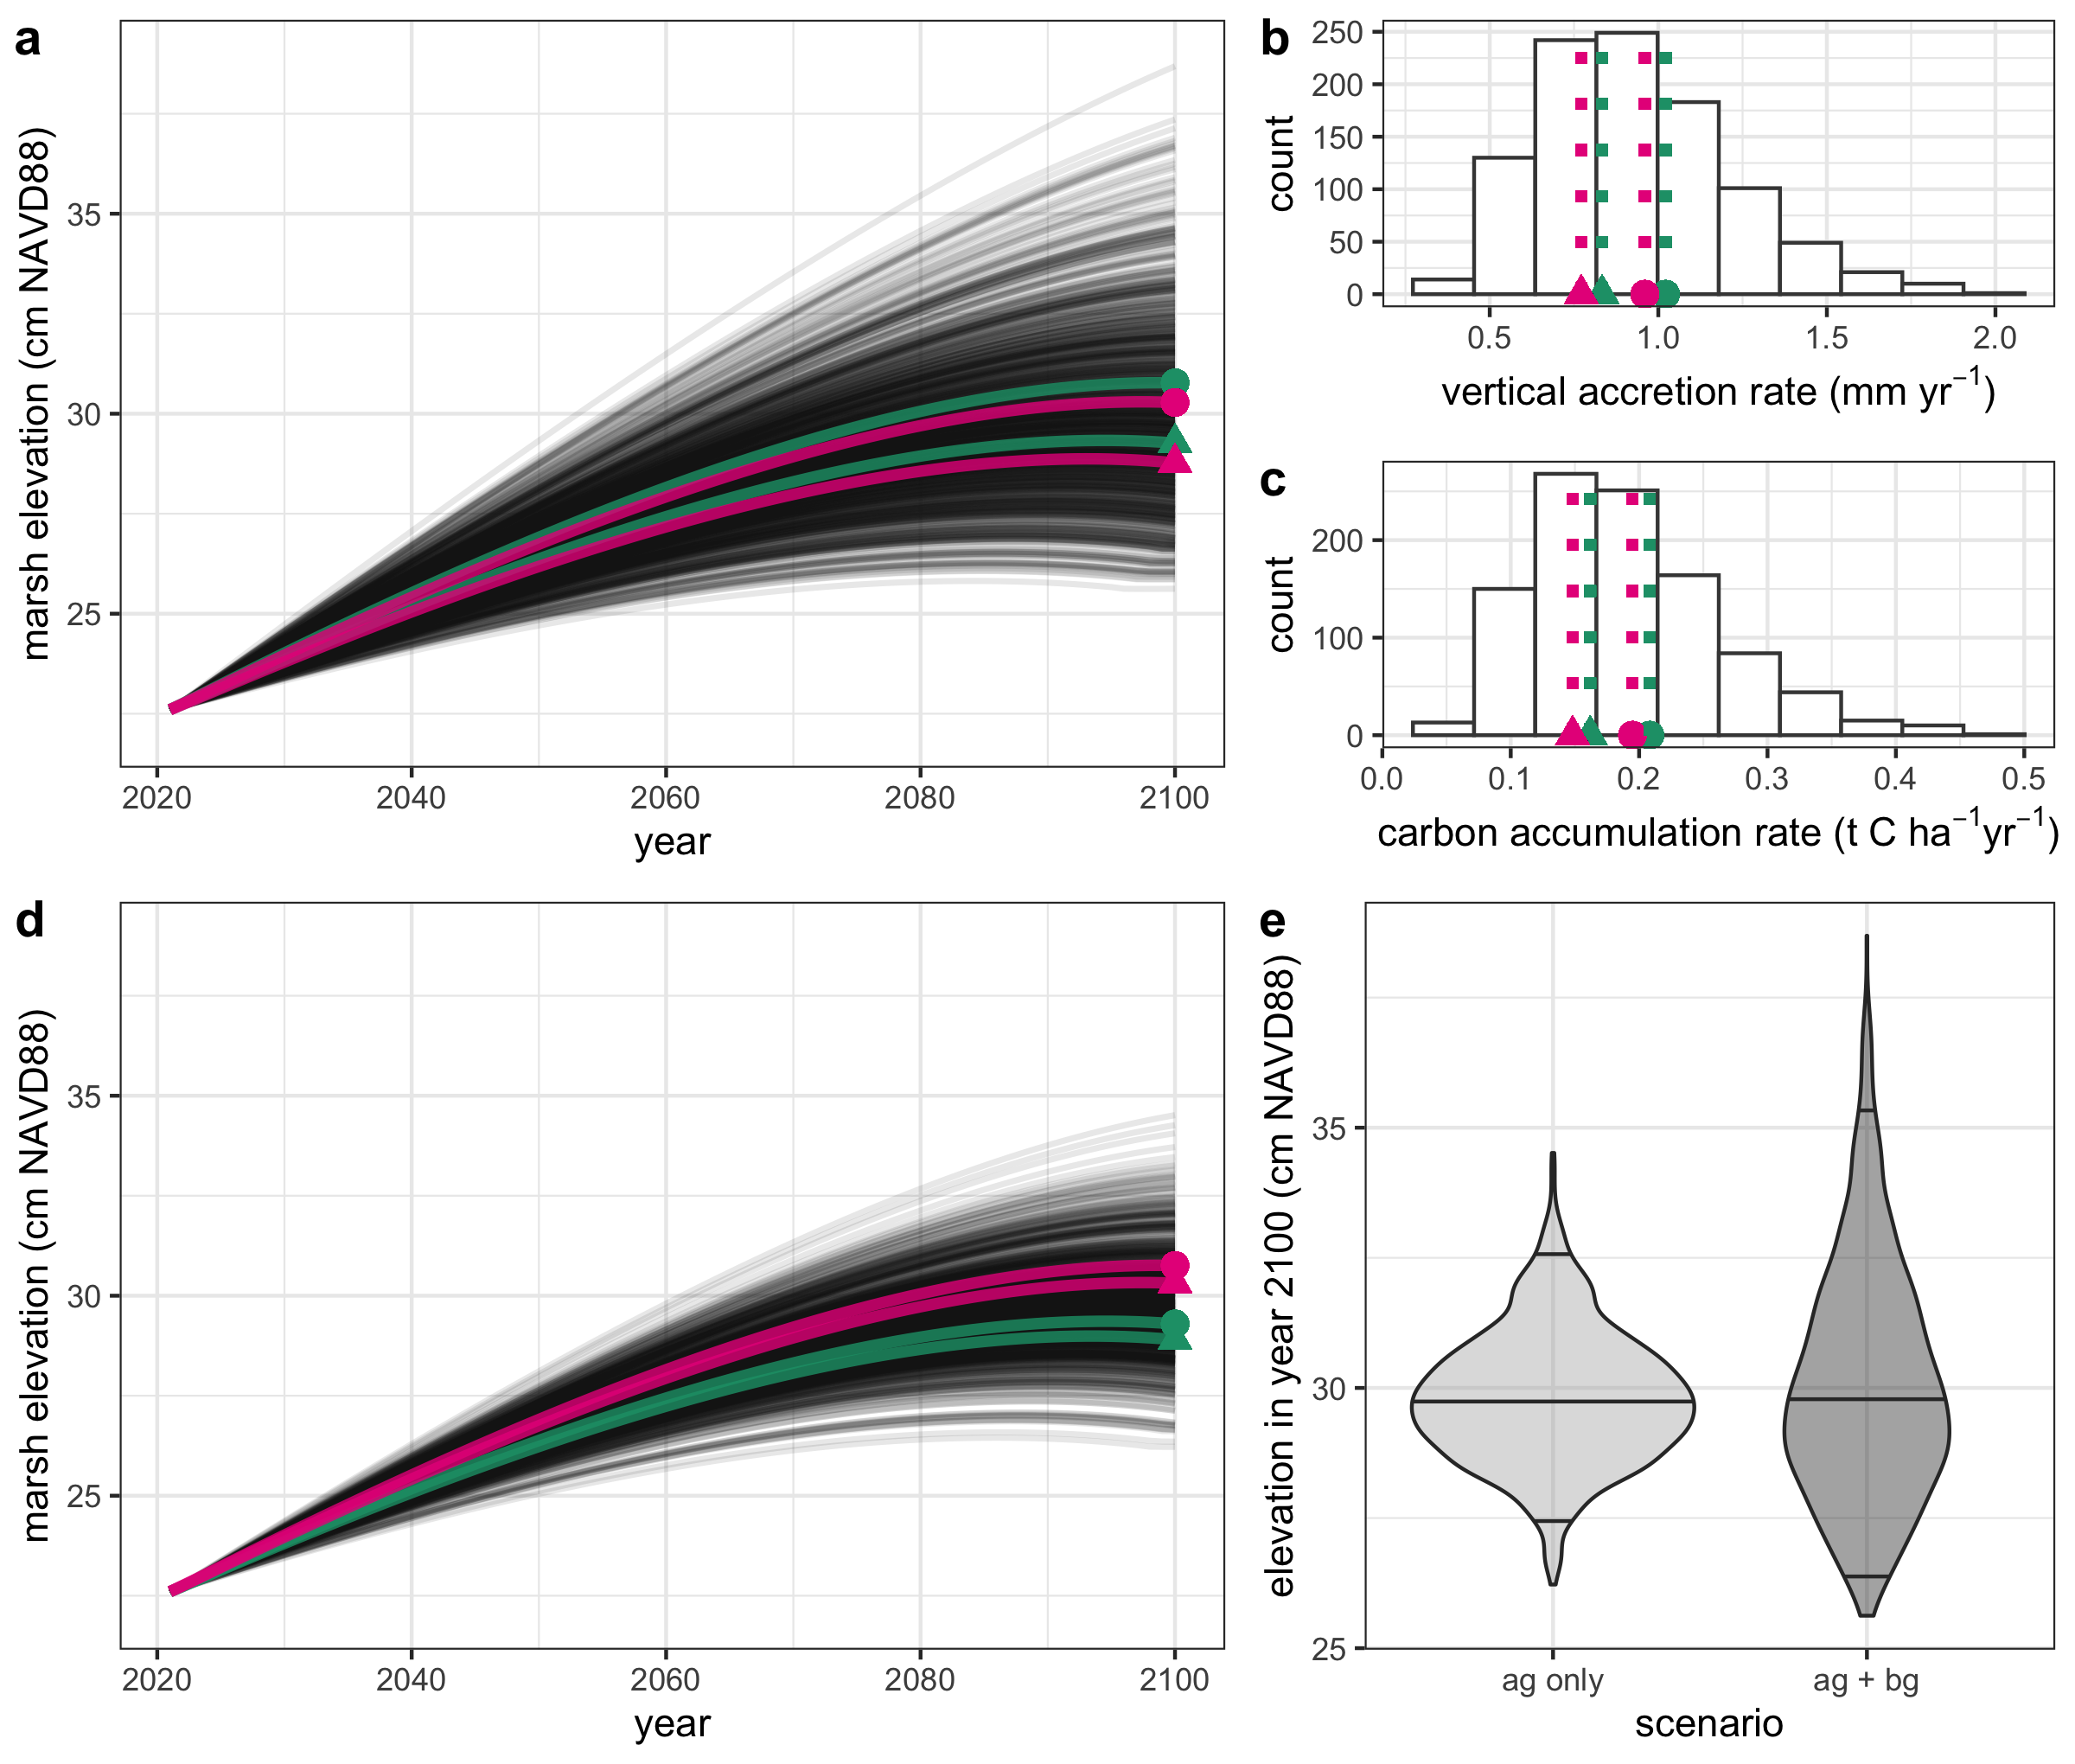 a
marsh elevation (cm NAVD88)
35
30
25
2020 2040 2060 2080 2100
year
b
count
250
200
150
100
50
0
0.5 1.0 1.5 2.0
vertical accretion rate (mm yr⁻¹)
c
count
200
100
0
0.0 0.1 0.2 0.3 0.4 0.5
carbon accumulation rate (t C ha⁻¹yr⁻¹)
d
marsh elevation (cm NAVD88)
35
30
25
2020 2040 2060 2080 2100
year
e
elevation in year 2100 (cm NAVD88)
35
30
25
ag only ag + bg
scenario